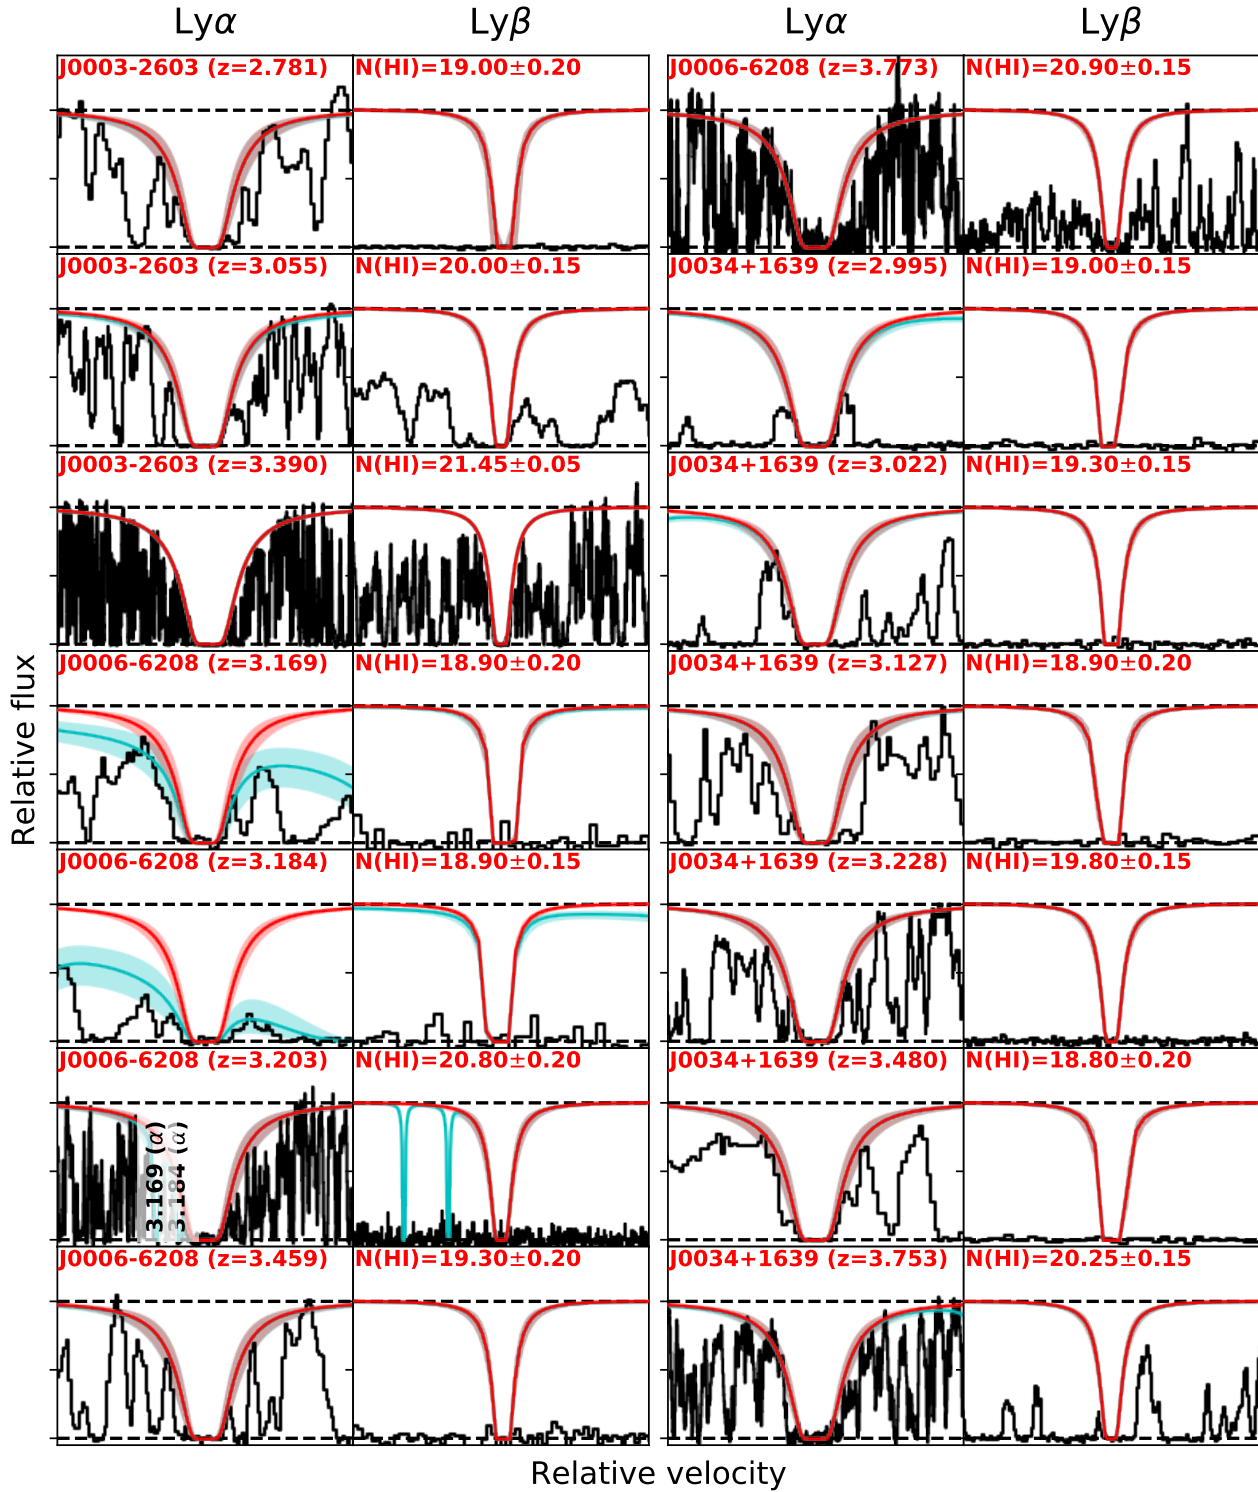 Lyα Lyβ Lyα Lyβ
J0003-2603 (z=2.781) N(HI)=19.00±0.20 J0006-6208 (z=3.773) N(HI)=20.90±0.15
J0003-2603 (z=3.055) N(HI)=20.00±0.15 J0034+1639 (z=2.995) N(HI)=19.00±0.15
J0003-2603 (z=3.390) N(HI)=21.45±0.05 J0034+1639 (z=3.022) N(HI)=19.30±0.15
J0006-6208 (z=3.169) N(HI)=18.90±0.20 J0034+1639 (z=3.127) N(HI)=18.90±0.20
J0006-6208 (z=3.184) N(HI)=18.90±0.15 J0034+1639 (z=3.228) N(HI)=19.80±0.15
J0006-6208 (z=3.203) N(HI)=20.80±0.20 J0034+1639 (z=3.480) N(HI)=18.80±0.20
3.169 (α)
3.184 (α)
J0006-6208 (z=3.459) N(HI)=19.30±0.20 J0034+1639 (z=3.753) N(HI)=20.25±0.15
Relative flux
Relative velocity